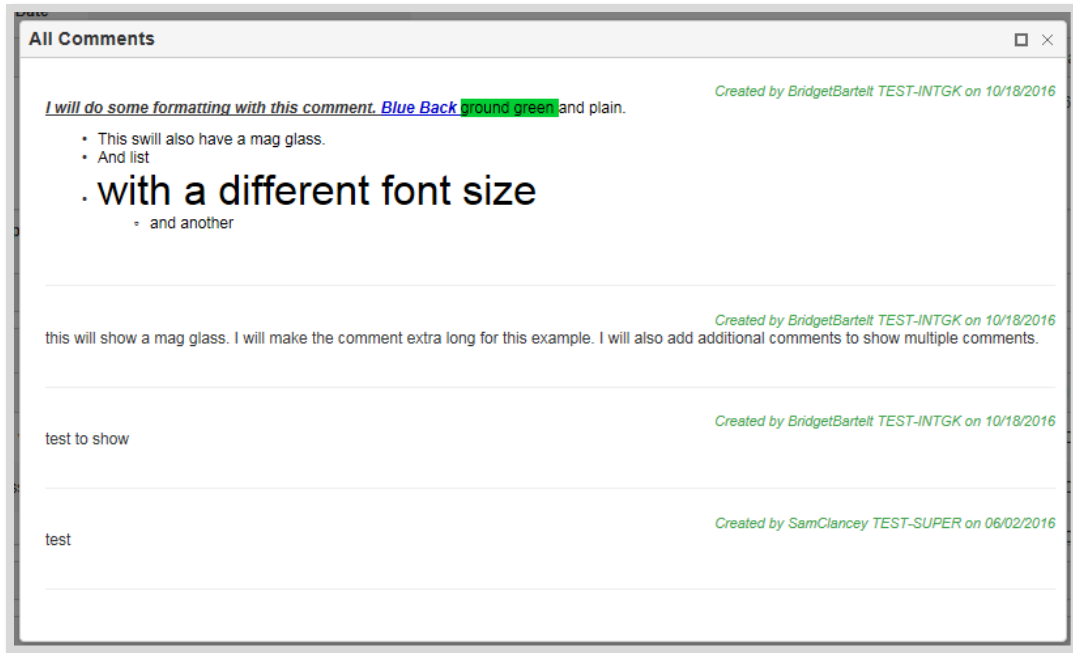 Date
All Comments
Created by BridgetBartelt TEST-INTGK on 10/18/2016
I will do some formatting with this comment. Blue Back ground green and plain.
• This swill also have a mag glass.
• And list
• with a different font size
◦ and another
Created by BridgetBartelt TEST-INTGK on 10/18/2016
this will show a mag glass. I will make the comment extra long for this example. I will also add additional comments to show multiple comments.
Created by BridgetBartelt TEST-INTGK on 10/18/2016
test to show
Created by SamClancey TEST-SUPER on 06/02/2016
test